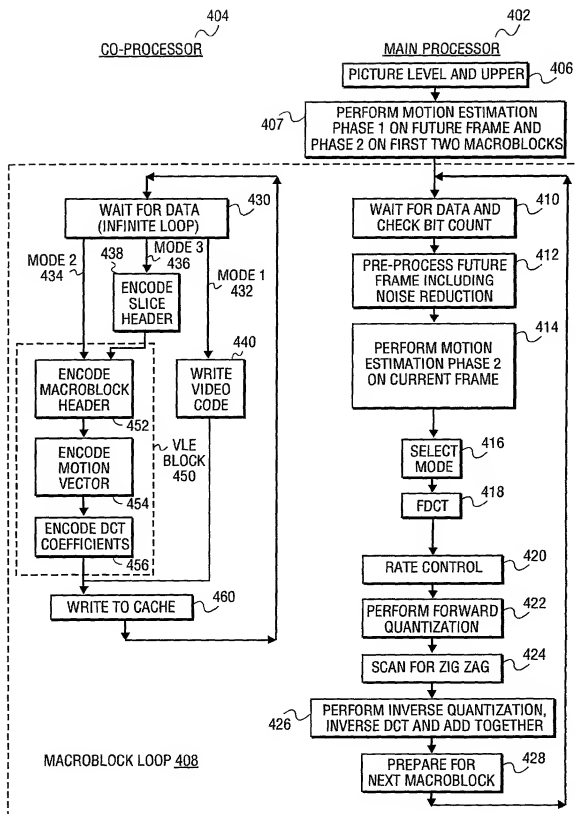 404
CO-PROCESSOR
402
MAIN PROCESSOR
PICTURE LEVEL AND UPPER
406
407
PERFORM MOTION ESTIMATION
PHASE 1 ON FUTURE FRAME AND
PHASE 2 ON FIRST TWO MACROBLOCKS
WAIT FOR DATA
(INFINITE LOOP)
430
MODE 2
434
438
MODE 3
436
MODE 1
432
ENCODE
SLICE
HEADER
440
WRITE
VIDEO
CODE
ENCODE
MACROBLOCK
HEADER
452
ENCODE
MOTION
VECTOR
454
VLE
BLOCK
450
ENCODE DCT
COEFFICIENTS
456
WRITE TO CACHE
460
MACROBLOCK LOOP 408
WAIT FOR DATA AND
CHECK BIT COUNT
410
PRE-PROCESS FUTURE
FRAME INCLUDING
NOISE REDUCTION
412
PERFORM MOTION
ESTIMATION PHASE 2
ON CURRENT FRAME
414
SELECT
MODE
416
FDCT
418
RATE CONTROL
420
PERFORM FORWARD
QUANTIZATION
422
SCAN FOR ZIG ZAG
424
PERFORM INVERSE QUANTIZATION,
INVERSE DCT AND ADD TOGETHER
426
PREPARE FOR
NEXT MACROBLOCK
428